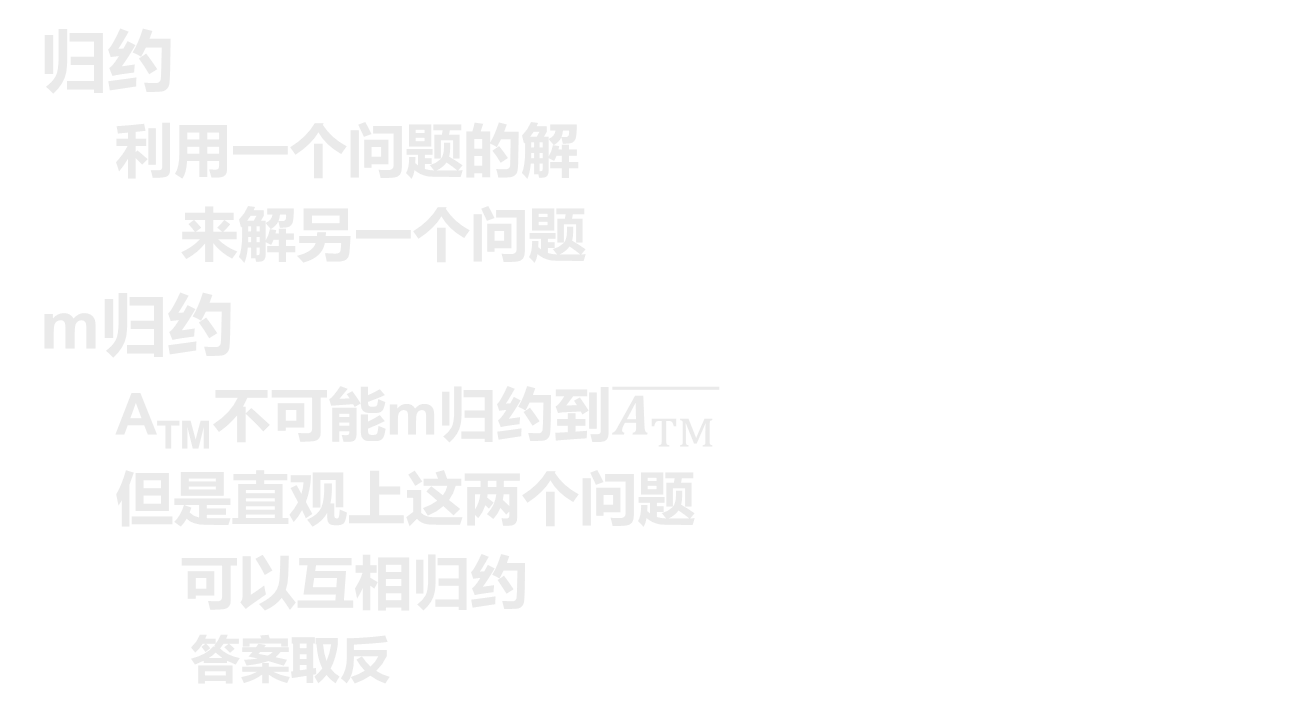 归约
利用一个问题的解
来解另一个问题
m归约
A_TM不可能m归约到\overline{A_TM}
但是直观上这两个问题
可以互相归约
答案取反